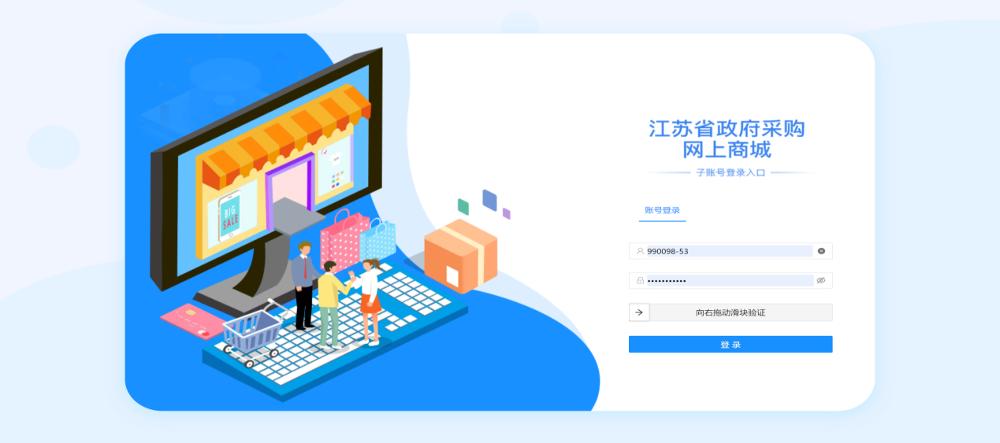 江苏省政府采购
网上商城
子账号登录入口
账号登录
990098-53
•••••••••••
向右拖动滑块验证
登 录
BIG
SALE